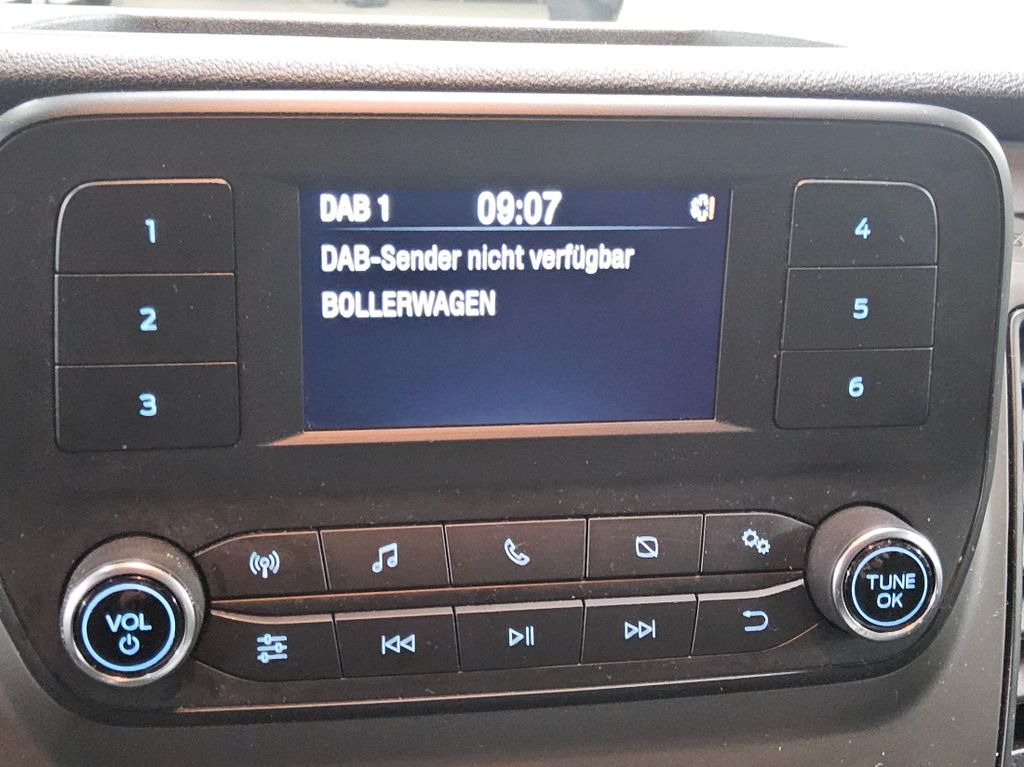 DAB 1 09:07
DAB-Sender nicht verfügbar
BOLLERWAGEN
1
2
3
4
5
6
VOL
TUNE
OK